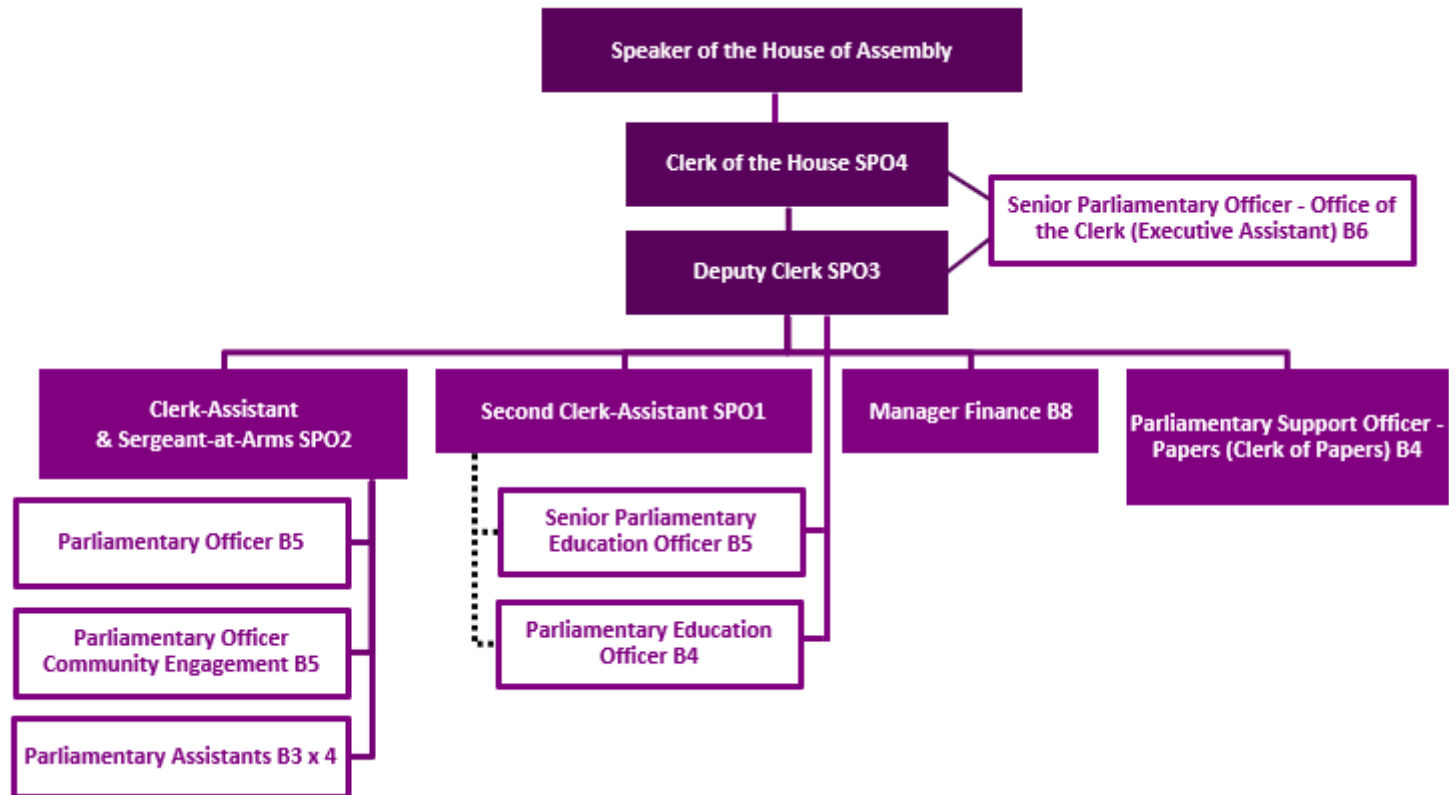 Speaker of the House of Assembly
Clerk of the House SPO4
Senior Parliamentary Officer - Office of
the Clerk (Executive Assistant) B6
Deputy Clerk SPO3
Clerk-Assistant
& Sergeant-at-Arms SPO2
Second Clerk-Assistant SPO1
Manager Finance B8
Parliamentary Support Officer -
Papers (Clerk of Papers) B4
Parliamentary Officer B5
Parliamentary Officer
Community Engagement B5
Parliamentary Assistants B3 x 4
Senior Parliamentary
Education Officer B5
Parliamentary Education
Officer B4